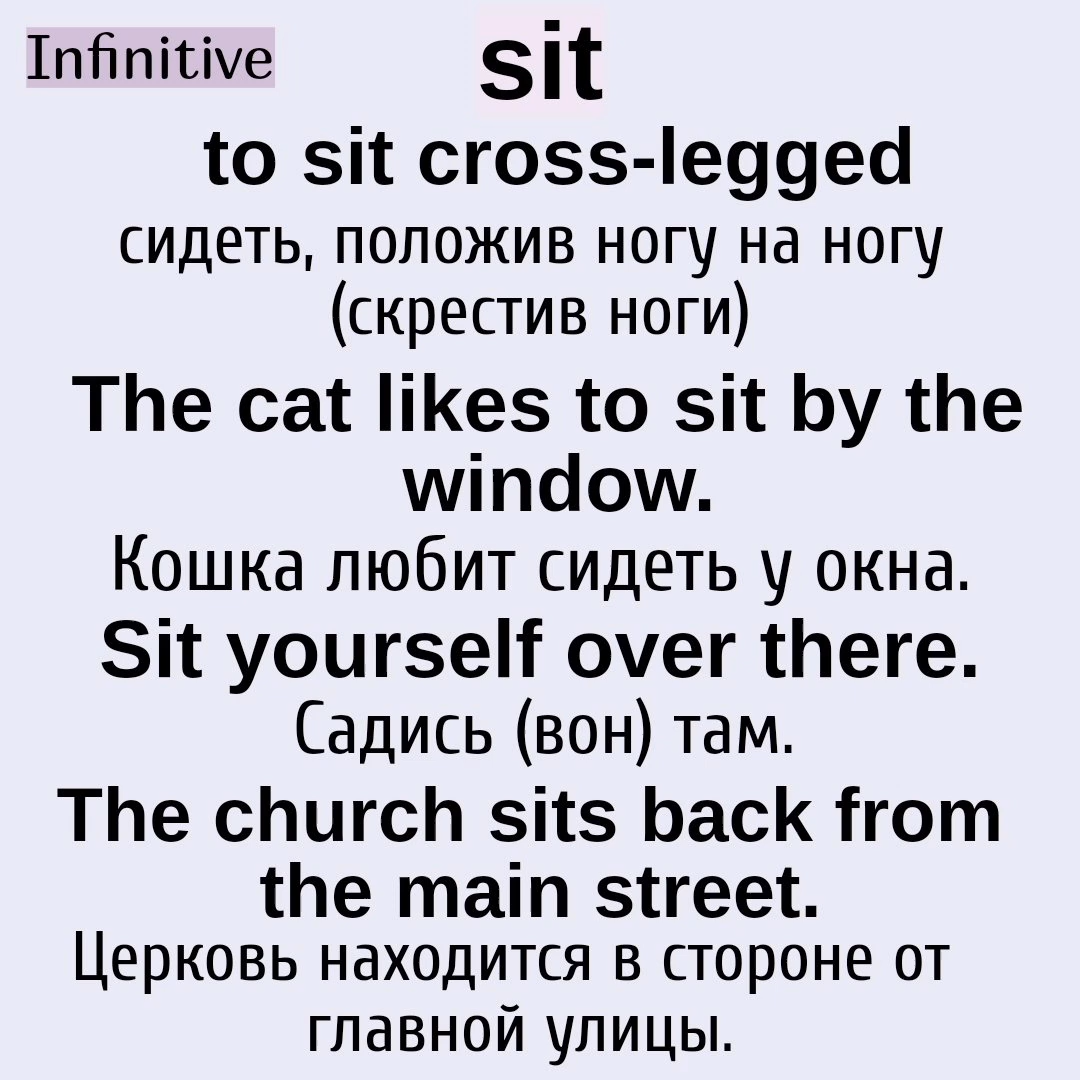 Infinitive
sit
to sit cross-legged
сидеть, положив ногу на ногу
(скрестив ноги)
The cat likes to sit by the
window.
Кошка любит сидеть у окна.
Sit yourself over there.
Садись (вон) там.
The church sits back from
the main street.
Церковь находится в стороне от
главной улицы.